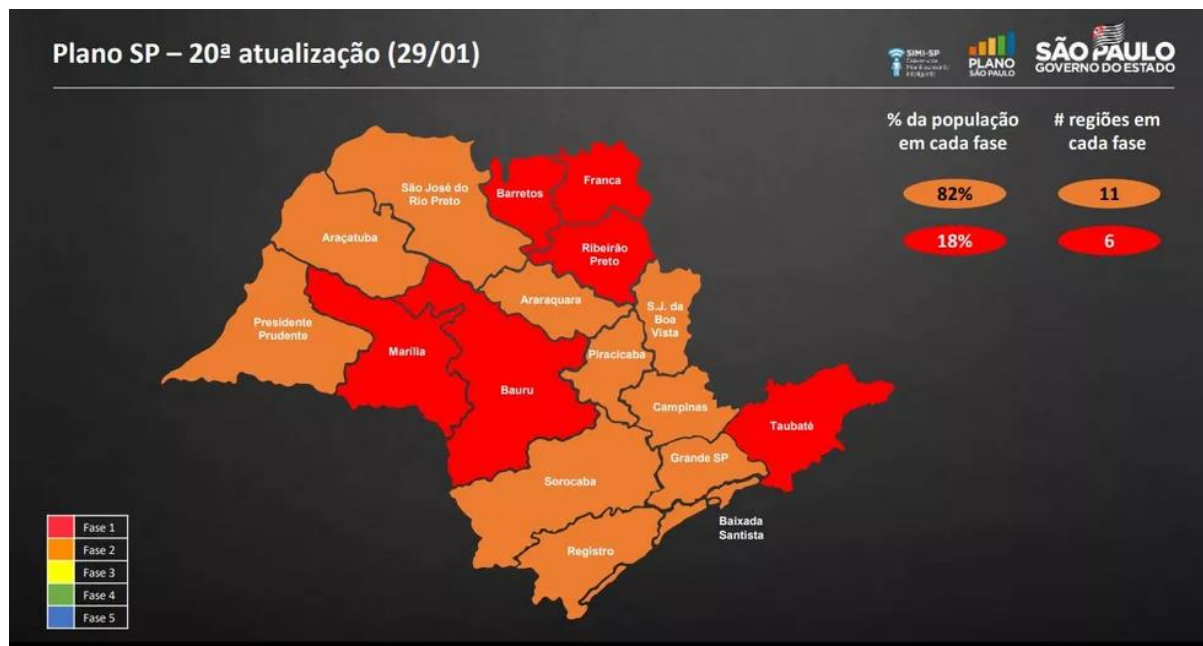 Plano SP – 20ª atualização (29/01)
SIMI-SP
PLANO
SÃO PAULO
SÃO PAULO
GOVERNO DO ESTADO
% da população
em cada fase
# regiões em
cada fase
82%
11
18%
6
São José do
Rio Preto
Barretos
Franca
Ribeirão
Preto
Araçatuba
Araraquara
S.J. da
Boa
Vista
Presidente
Prudente
Marília
Bauru
Piracicaba
Campinas
Taubaté
Grande SP
Sorocaba
Baixada
Santista
Registro
Fase 1
Fase 2
Fase 3
Fase 4
Fase 5